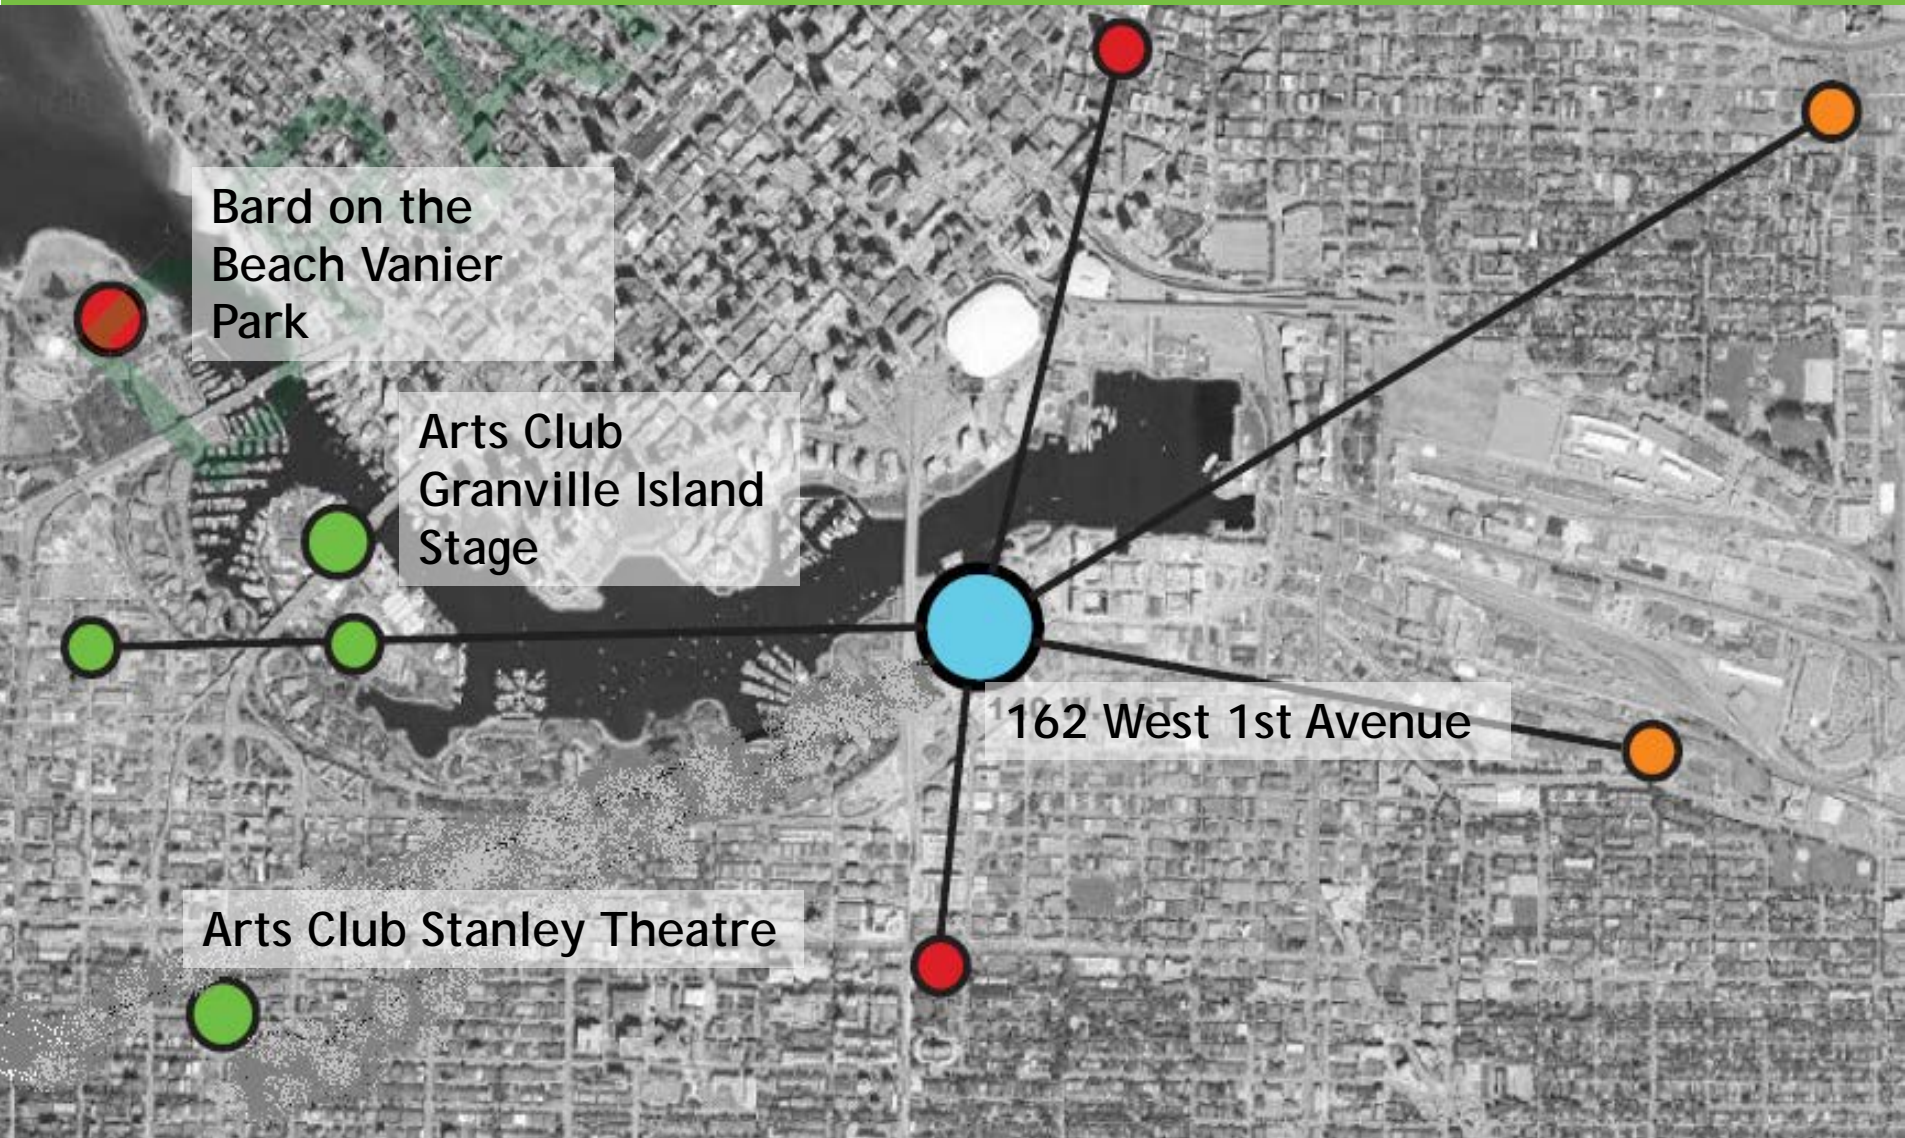 Bard on the
Beach Vanier
Park
Arts Club
Granville Island
Stage
162 West 1st Avenue
Arts Club Stanley Theatre